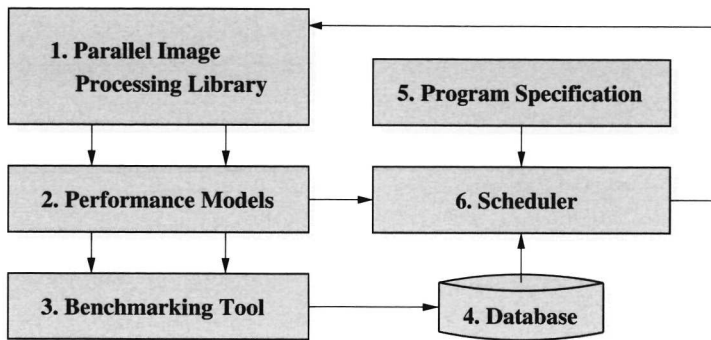 1. Parallel Image
Processing Library
5. Program Specification
2. Performance Models
6. Scheduler
3. Benchmarking Tool
4. Database